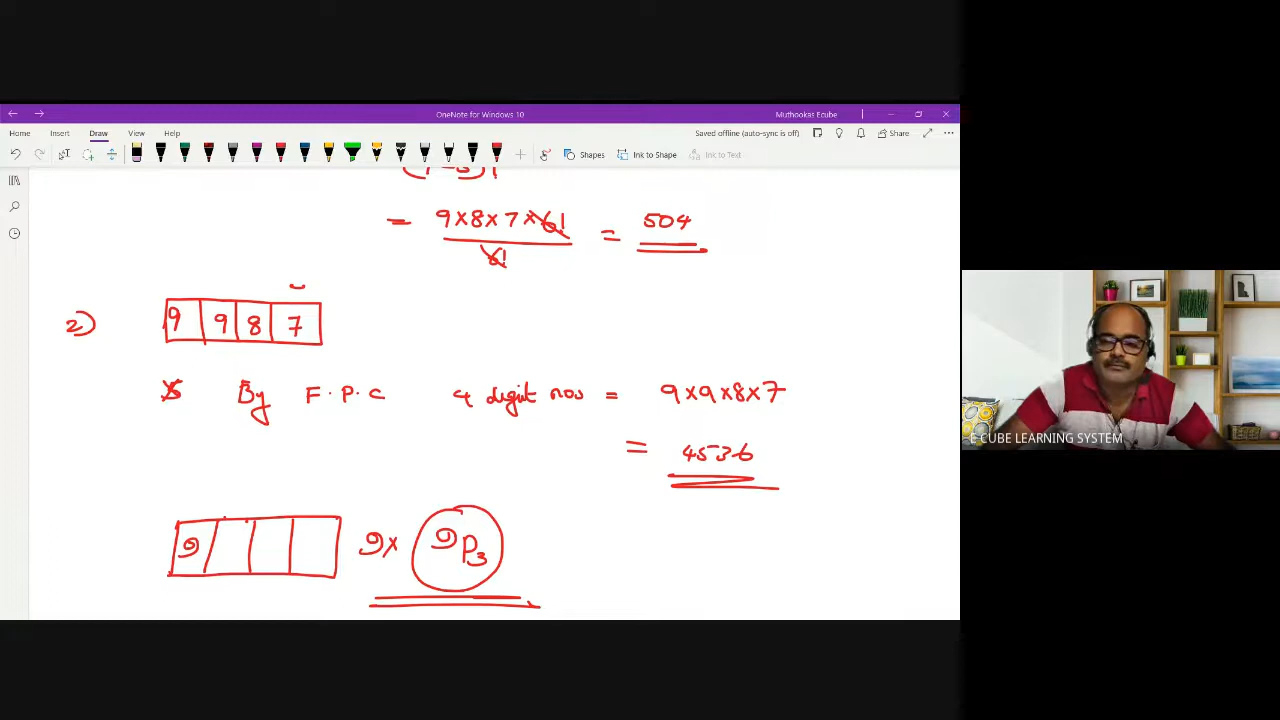 OneNote for Windows 10
Muthookas Ecube
Home Insert Draw View Help
Saved offline (auto-sync is off)
Share
Shapes
Ink to Shape
Ink to Text
= 9×8×7×6! / 6! = 504
2) 9 9 8 7
By F.P.C 4 digit nos = 9×9×8×7
= 4536
9 9× 9P3
E CUBE LEARNING SYSTEM